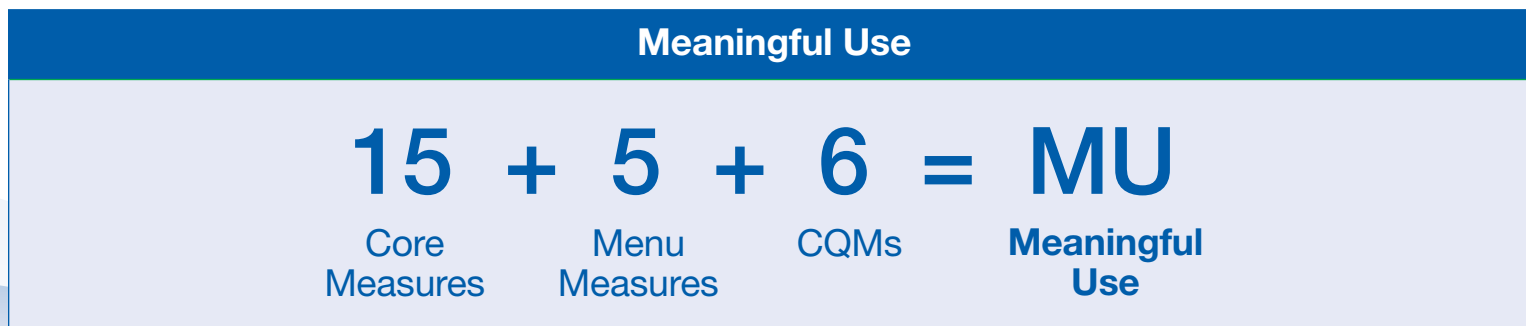 Meaningful Use
15 + 5 + 6 = MU
Core Menu CQMs Meaningful
Measures Measures Use